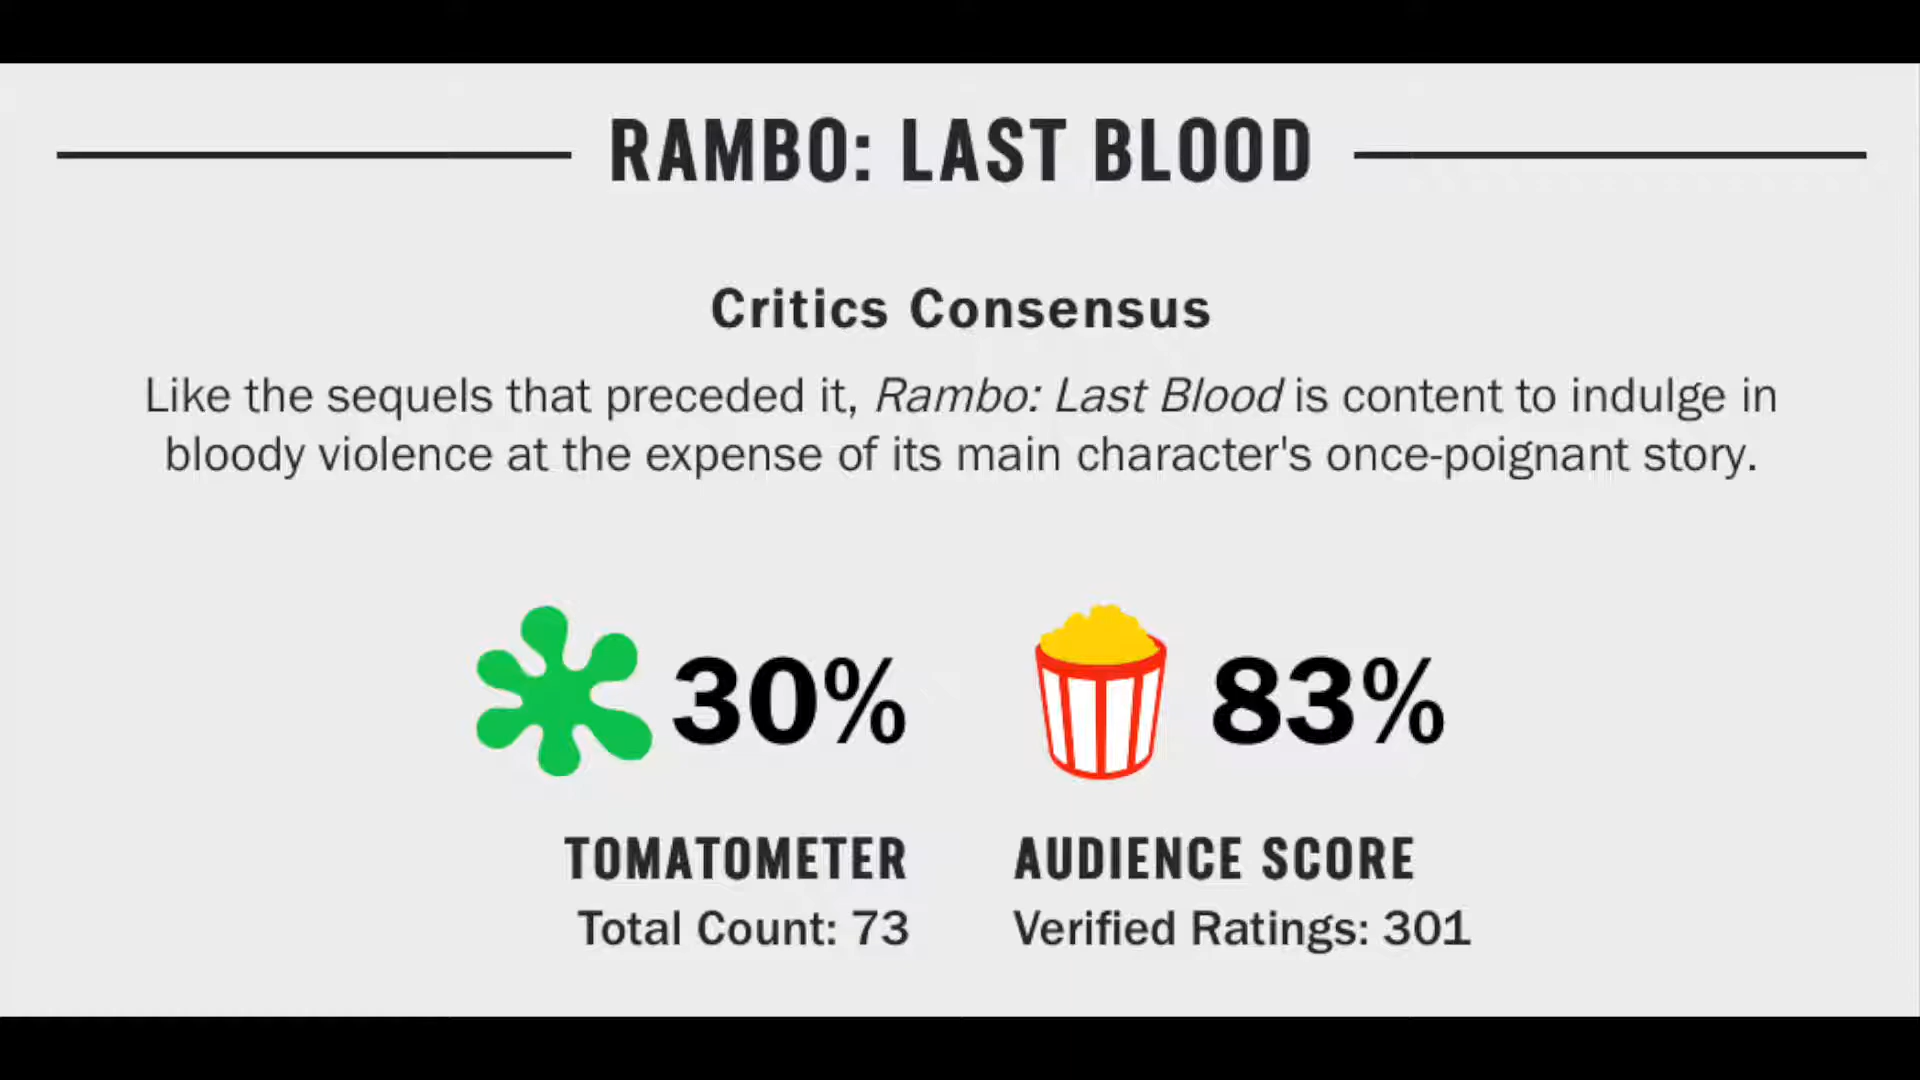 RAMBO: LAST BLOOD
Critics Consensus
Like the sequels that preceded it, Rambo: Last Blood is content to indulge in
bloody violence at the expense of its main character's once-poignant story.
30% 83%
TOMATOMETER AUDIENCE SCORE
Total Count: 73 Verified Ratings: 301